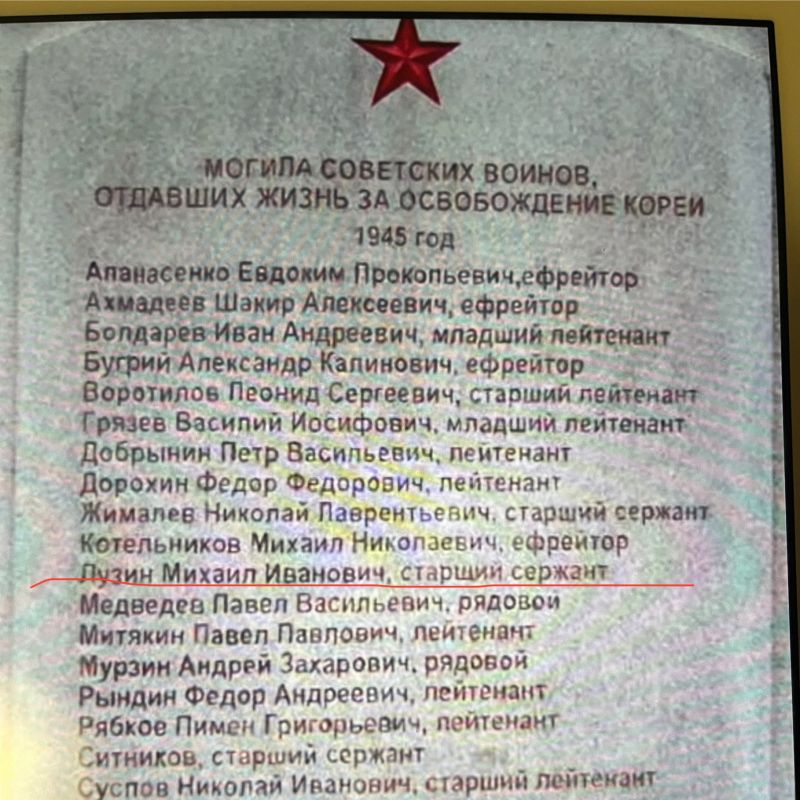 МОГИЛА СОВЕТСКИХ ВОИНОВ,
ОТДАВШИХ ЖИЗНЬ ЗА ОСВОБОЖДЕНИЕ КОРЕИ
1945 год
Апанасенко Евдоким Прокопьевич,ефрейтор
Ахмадеев Шакир Алексеевич, ефрейтор
Болдарев Иван Андреевич, младший лейтенант
Бугрий Александр Калинович, ефрейтор
Воротилов Леонид Сергеевич, старший лейтенант
Грязев Василий Иосифович, младший лейтенант
Добрынин Петр Васильевич, лейтенант
Дорохин Федор Федорович, лейтенант
Жималев Николай Лаврентьевич, старший сержант
Котельников Михаил Николаевич, ефрейтор
Лузин Михаил Иванович, старший сержант
Медведев Павел Васильевич, рядовой
Митякин Павел Павлович, лейтенант
Мурзин Андрей Захарович, рядовой
Рындин Федор Андреевич, лейтенант
Рябкое Пимен Григорьевич, лейтенант
Ситников, старший сержант
Суслов Николай Иванович, старший лейтенант